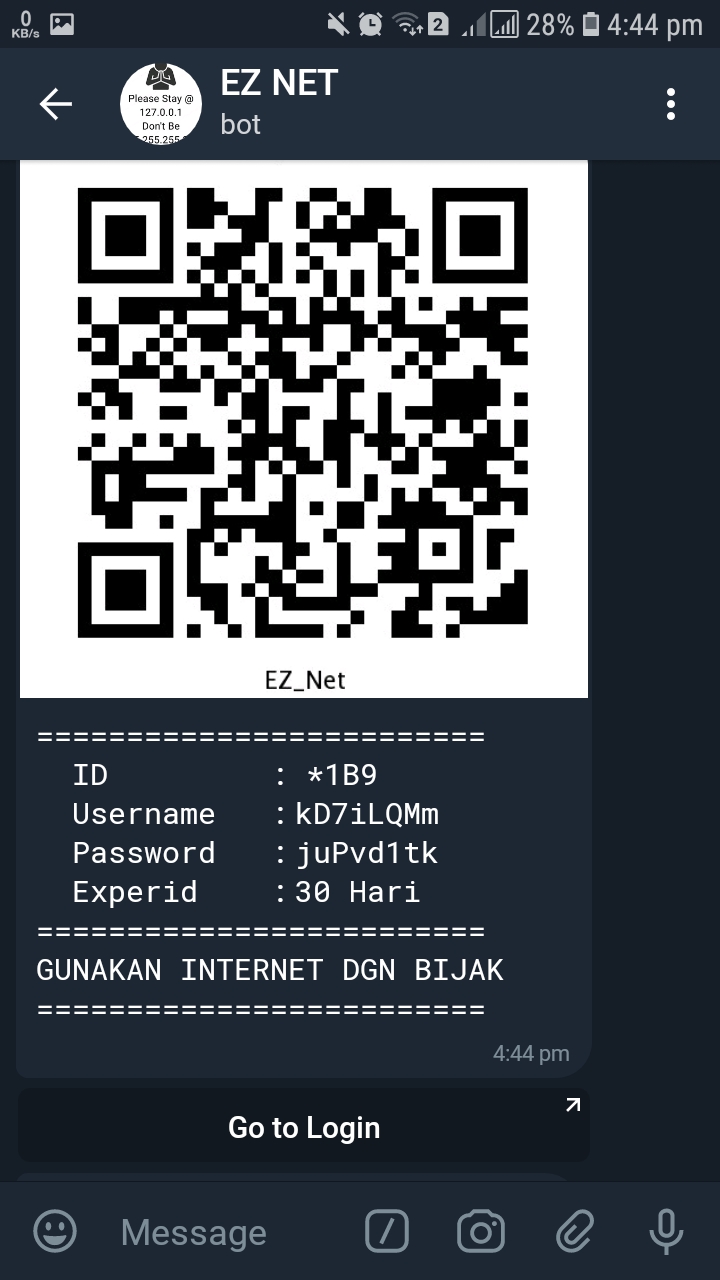 0
KB/s
2
28%
4:44 pm
Please Stay @
127.0.0.1
Don't Be
EZ NET
bot
EZ_Net
=========================
ID : *1B9
Username : kD7iLQMm
Password : juPvd1tk
Experid : 30 Hari
=========================
GUNAKAN INTERNET DGN BIJAK
=========================
4:44 pm
Go to Login
Message